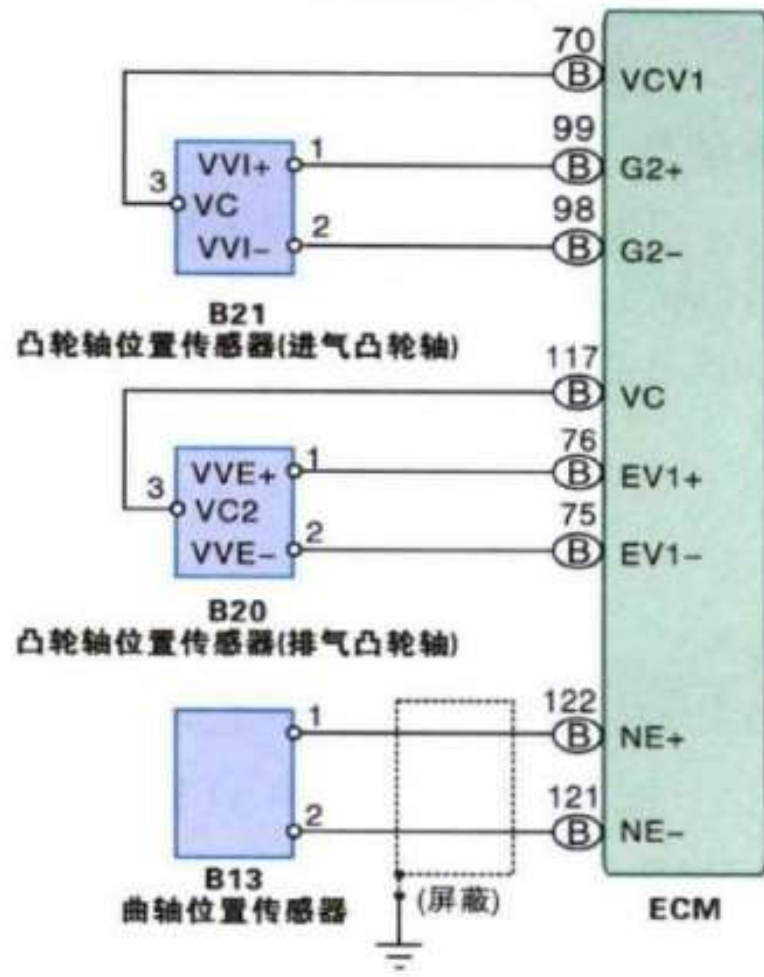 70
B VCV1
99
VVI+ 1 B G2+
3 VC 98
2
VVI- B G2-
B21
凸轮轴位置传感器(进气凸轮轴)
117
B VC
76
VVE+ 1 B EV1+
3 VC2 75
2
VVE- B EV1-
B20
凸轮轴位置传感器(排气凸轮轴)
122
1 B NE+
121
2 B NE-
B13
曲轴位置传感器
(屏蔽)
ECM